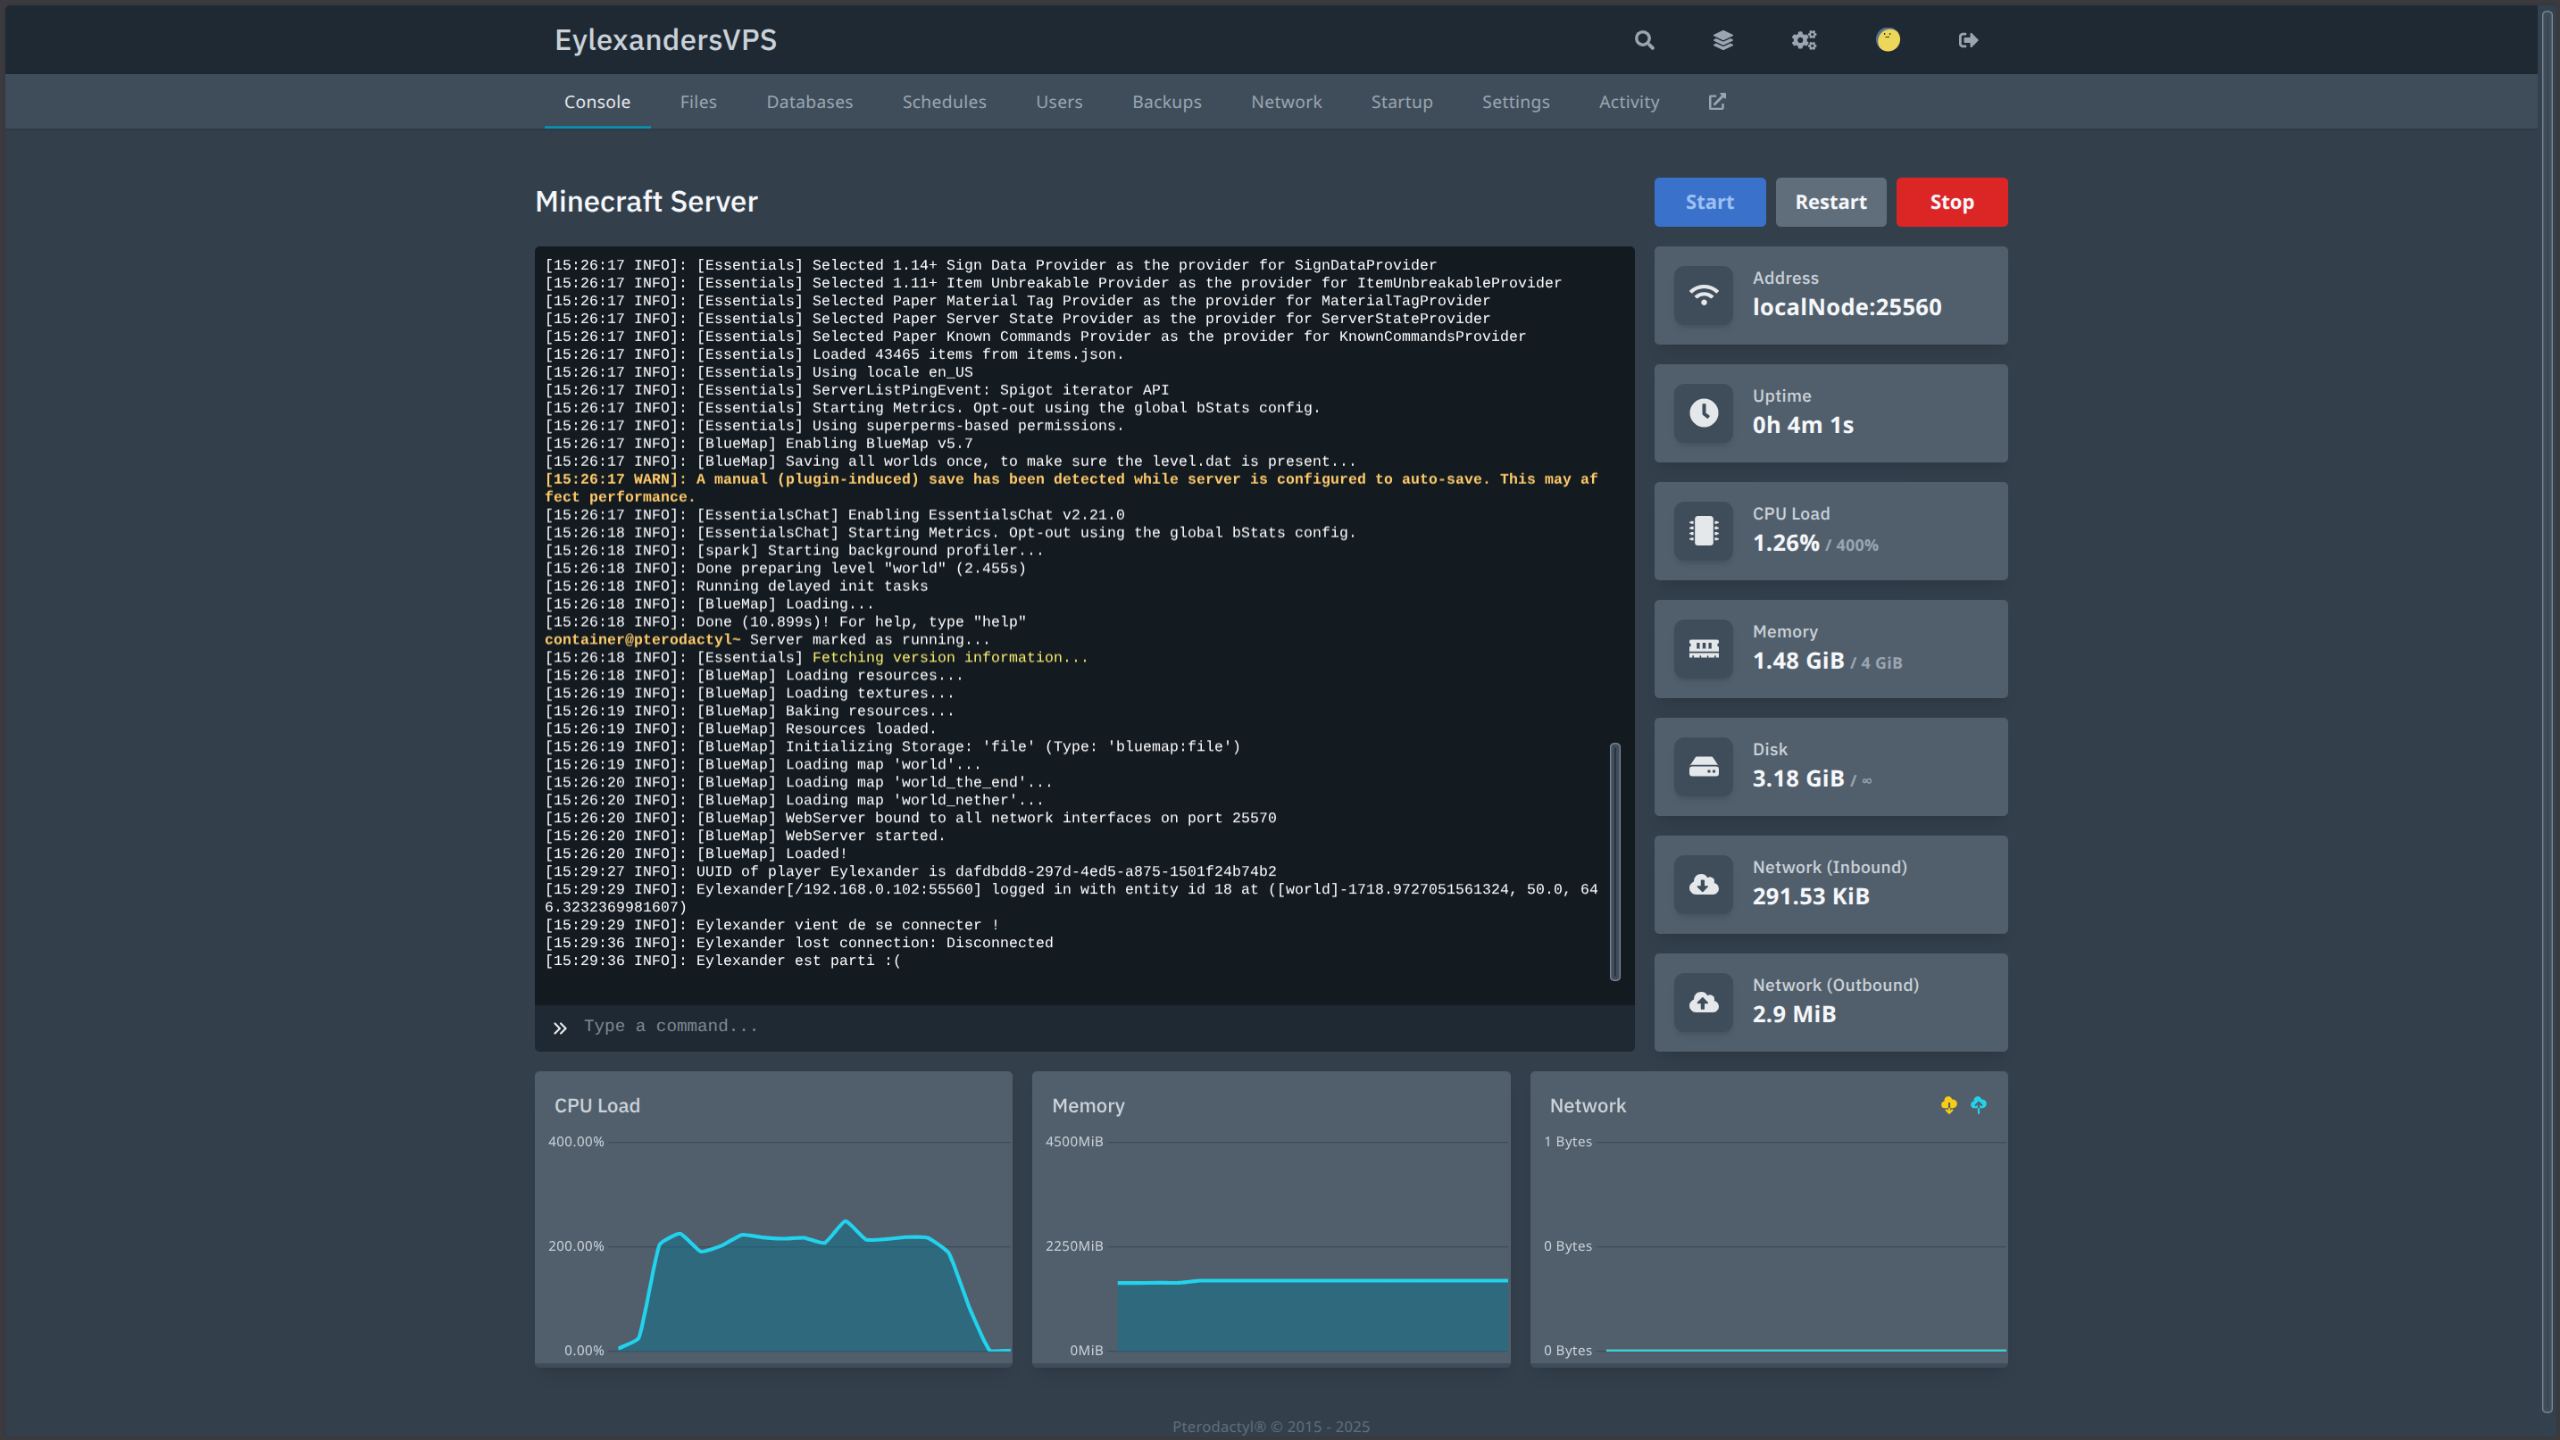 EylexandersVPS
Console Files Databases Schedules Users Backups Network Startup Settings Activity
Minecraft Server
Start Restart Stop
[15:26:17 INFO]: [Essentials] Selected 1.14+ Sign Data Provider as the provider for SignDataProvider
[15:26:17 INFO]: [Essentials] Selected 1.11+ Item Unbreakable Provider as the provider for ItemUnbreakableProvider
[15:26:17 INFO]: [Essentials] Selected Paper Material Tag Provider as the provider for MaterialTagProvider
[15:26:17 INFO]: [Essentials] Selected Paper Server State Provider as the provider for ServerStateProvider
[15:26:17 INFO]: [Essentials] Selected Paper Known Commands Provider as the provider for KnownCommandsProvider
[15:26:17 INFO]: [Essentials] Loaded 43465 items from items.json.
[15:26:17 INFO]: [Essentials] Using locale en_US
[15:26:17 INFO]: [Essentials] ServerListPingEvent: Spigot iterator API
[15:26:17 INFO]: [Essentials] Starting Metrics. Opt-out using the global bStats config.
[15:26:17 INFO]: [Essentials] Using superperms-based permissions.
[15:26:17 INFO]: [BlueMap] Enabling BlueMap v5.7
[15:26:17 INFO]: [BlueMap] Saving all worlds once, to make sure the level.dat is present...
[15:26:17 WARN]: A manual (plugin-induced) save has been detected while server is configured to auto-save. This may af
fect performance.
[15:26:17 INFO]: [EssentialsChat] Enabling EssentialsChat v2.21.0
[15:26:18 INFO]: [EssentialsChat] Starting Metrics. Opt-out using the global bStats config.
[15:26:18 INFO]: [spark] Starting background profiler...
[15:26:18 INFO]: Done preparing level "world" (2.455s)
[15:26:18 INFO]: Running delayed init tasks
[15:26:18 INFO]: [BlueMap] Loading...
[15:26:18 INFO]: Done (10.899s)! For help, type "help"
container@pterodactyl~ Server marked as running...
[15:26:18 INFO]: [Essentials] Fetching version information...
[15:26:18 INFO]: [BlueMap] Loading resources...
[15:26:19 INFO]: [BlueMap] Loading textures...
[15:26:19 INFO]: [BlueMap] Baking resources...
[15:26:19 INFO]: [BlueMap] Resources loaded.
[15:26:19 INFO]: [BlueMap] Initializing Storage: 'file' (Type: 'bluemap:file')
[15:26:19 INFO]: [BlueMap] Loading map 'world'...
[15:26:20 INFO]: [BlueMap] Loading map 'world_the_end'...
[15:26:20 INFO]: [BlueMap] Loading map 'world_nether'...
[15:26:20 INFO]: [BlueMap] WebServer bound to all network interfaces on port 25570
[15:26:20 INFO]: [BlueMap] WebServer started.
[15:26:20 INFO]: [BlueMap] Loaded!
[15:29:27 INFO]: UUID of player Eylexander is dafdbdd8-297d-4ed5-a875-1501f24b74b2
[15:29:29 INFO]: Eylexander[/192.168.0.102:55560] logged in with entity id 18 at ([world]-1718.9727051561324, 50.0, 64
6.3232369981607)
[15:29:29 INFO]: Eylexander vient de se connecter !
[15:29:36 INFO]: Eylexander lost connection: Disconnected
[15:29:36 INFO]: Eylexander est parti :(
Type a command...
Address
localNode:25560
Uptime
0h 4m 1s
CPU Load
1.26% / 400%
Memory
1.48 GiB / 4 GiB
Disk
3.18 GiB / ∞
Network (Inbound)
291.53 KiB
Network (Outbound)
2.9 MiB
CPU Load
400.00%
200.00%
0.00%
Memory
4500MiB
2250MiB
0MiB
Network
1 Bytes
0 Bytes
0 Bytes
Pterodactyl® © 2015 - 2025